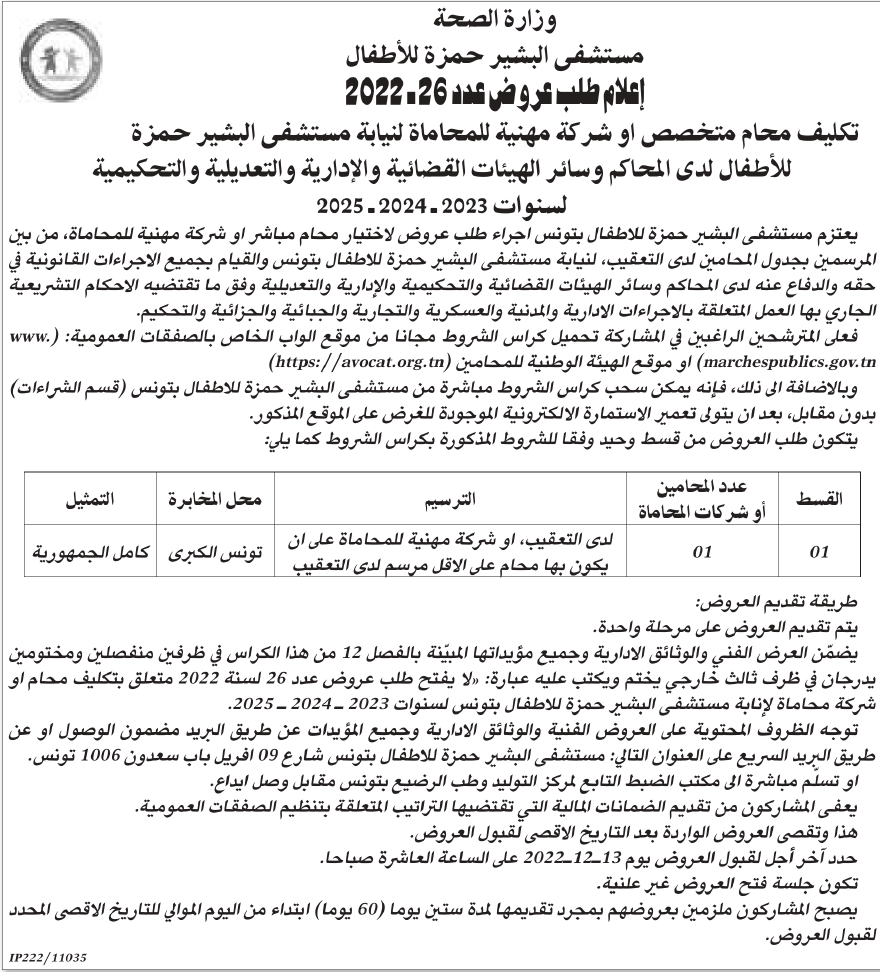 وزارة الصحة
مستشفى البشير حمزة للأطفال
إعلام طلب عروض عدد 26 - 2022
تكليف محام متخصص او شركة مهنية للمحاماة لنيابة مستشفى البشير حمزة
للأطفال لدى المحاكم وسائر الهيئات القضائية والإدارية والتعديلية والتحكيمية
لسنوات 2023 - 2024 - 2025
يعتزم مستشفى البشير حمزة للاطفال بتونس اجراء طلب عروض لاختيار محام مباشر او شركة مهنية للمحاماة، من بين
المرسمين بجدول المحامين لدى التعقيب، لنيابة مستشفى البشير حمزة للاطفال بتونس والقيام بجميع الاجراءات القانونية في
حقه والدفاع عنه لدى المحاكم وسائر الهيئات القضائية والتحكيمية والإدارية والتعديلية وفق ما تقتضيه الاحكام التشريعية
الجاري بها العمل المتعلقة بالاجراءات الادارية والمدنية والعسكرية والتجارية والجبائية والجزائية والتحكيم.
فعلى المترشحين الراغبين في المشاركة تحميل كراس الشروط مجانا من موقع الواب الخاص بالصفقات العمومية: (www.
marchespublics.gov.tn) او موقع الهيئة الوطنية للمحامين (https://avocat.org.tn)
وبالاضافة الى ذلك، فإنه يمكن سحب كراس الشروط مباشرة من مستشفى البشير حمزة للاطفال بتونس (قسم الشراءات)
بدون مقابل، بعد ان يتولى تعمير الاستمارة الالكترونية الموجودة للغرض على الموقع المذكور.
يتكون طلب العروض من قسط وحيد وفقا للشروط المذكورة بكراس الشروط كما يلي:
القسط | عدد المحامين أو شركات المحاماة | الترسيم | محل المخابرة | التمثيل
01 | 01 | لدى التعقيب، او شركة مهنية للمحاماة على ان يكون بها محام على الاقل مرسم لدى التعقيب | تونس الكبرى | كامل الجمهورية
طريقة تقديم العروض:
يتم تقديم العروض على مرحلة واحدة.
يضمّن العرض الفني والوثائق الادارية وجميع مؤيداتها المبيّنة بالفصل 12 من هذا الكراس في ظرفين منفصلين ومختومين
يدرجان في ظرف ثالث خارجي يختم ويكتب عليه عبارة: «لا يفتح طلب عروض عدد 26 لسنة 2022 متعلق بتكليف محام او
شركة محاماة لإنابة مستشفى البشير حمزة للاطفال بتونس لسنوات 2023 ــ 2024 ــ 2025.
توجه الظروف المحتوية على العروض الفنية والوثائق الادارية وجميع المؤيدات عن طريق البريد مضمون الوصول او عن
طريق البريد السريع على العنوان التالي: مستشفى البشير حمزة للاطفال بتونس شارع 09 افريل باب سعدون 1006 تونس.
او تسلّم مباشرة الى مكتب الضبط التابع لمركز التوليد وطب الرضيع بتونس مقابل وصل ايداع.
يعفى المشاركون من تقديم الضمانات المالية التي تقتضيها التراتيب المتعلقة بتنظيم الصفقات العمومية.
هذا وتقصى العروض الواردة بعد التاريخ الاقصى لقبول العروض.
حدد آخر أجل لقبول العروض يوم 13ــ12ــ2022 على الساعة العاشرة صباحا.
تكون جلسة فتح العروض غير علنية.
يصبح المشاركون ملزمين بعروضهم بمجرد تقديمها لمدة ستين يوما (60 يوما) ابتداء من اليوم الموالي للتاريخ الاقصى المحدد
لقبول العروض.
IP222/11035